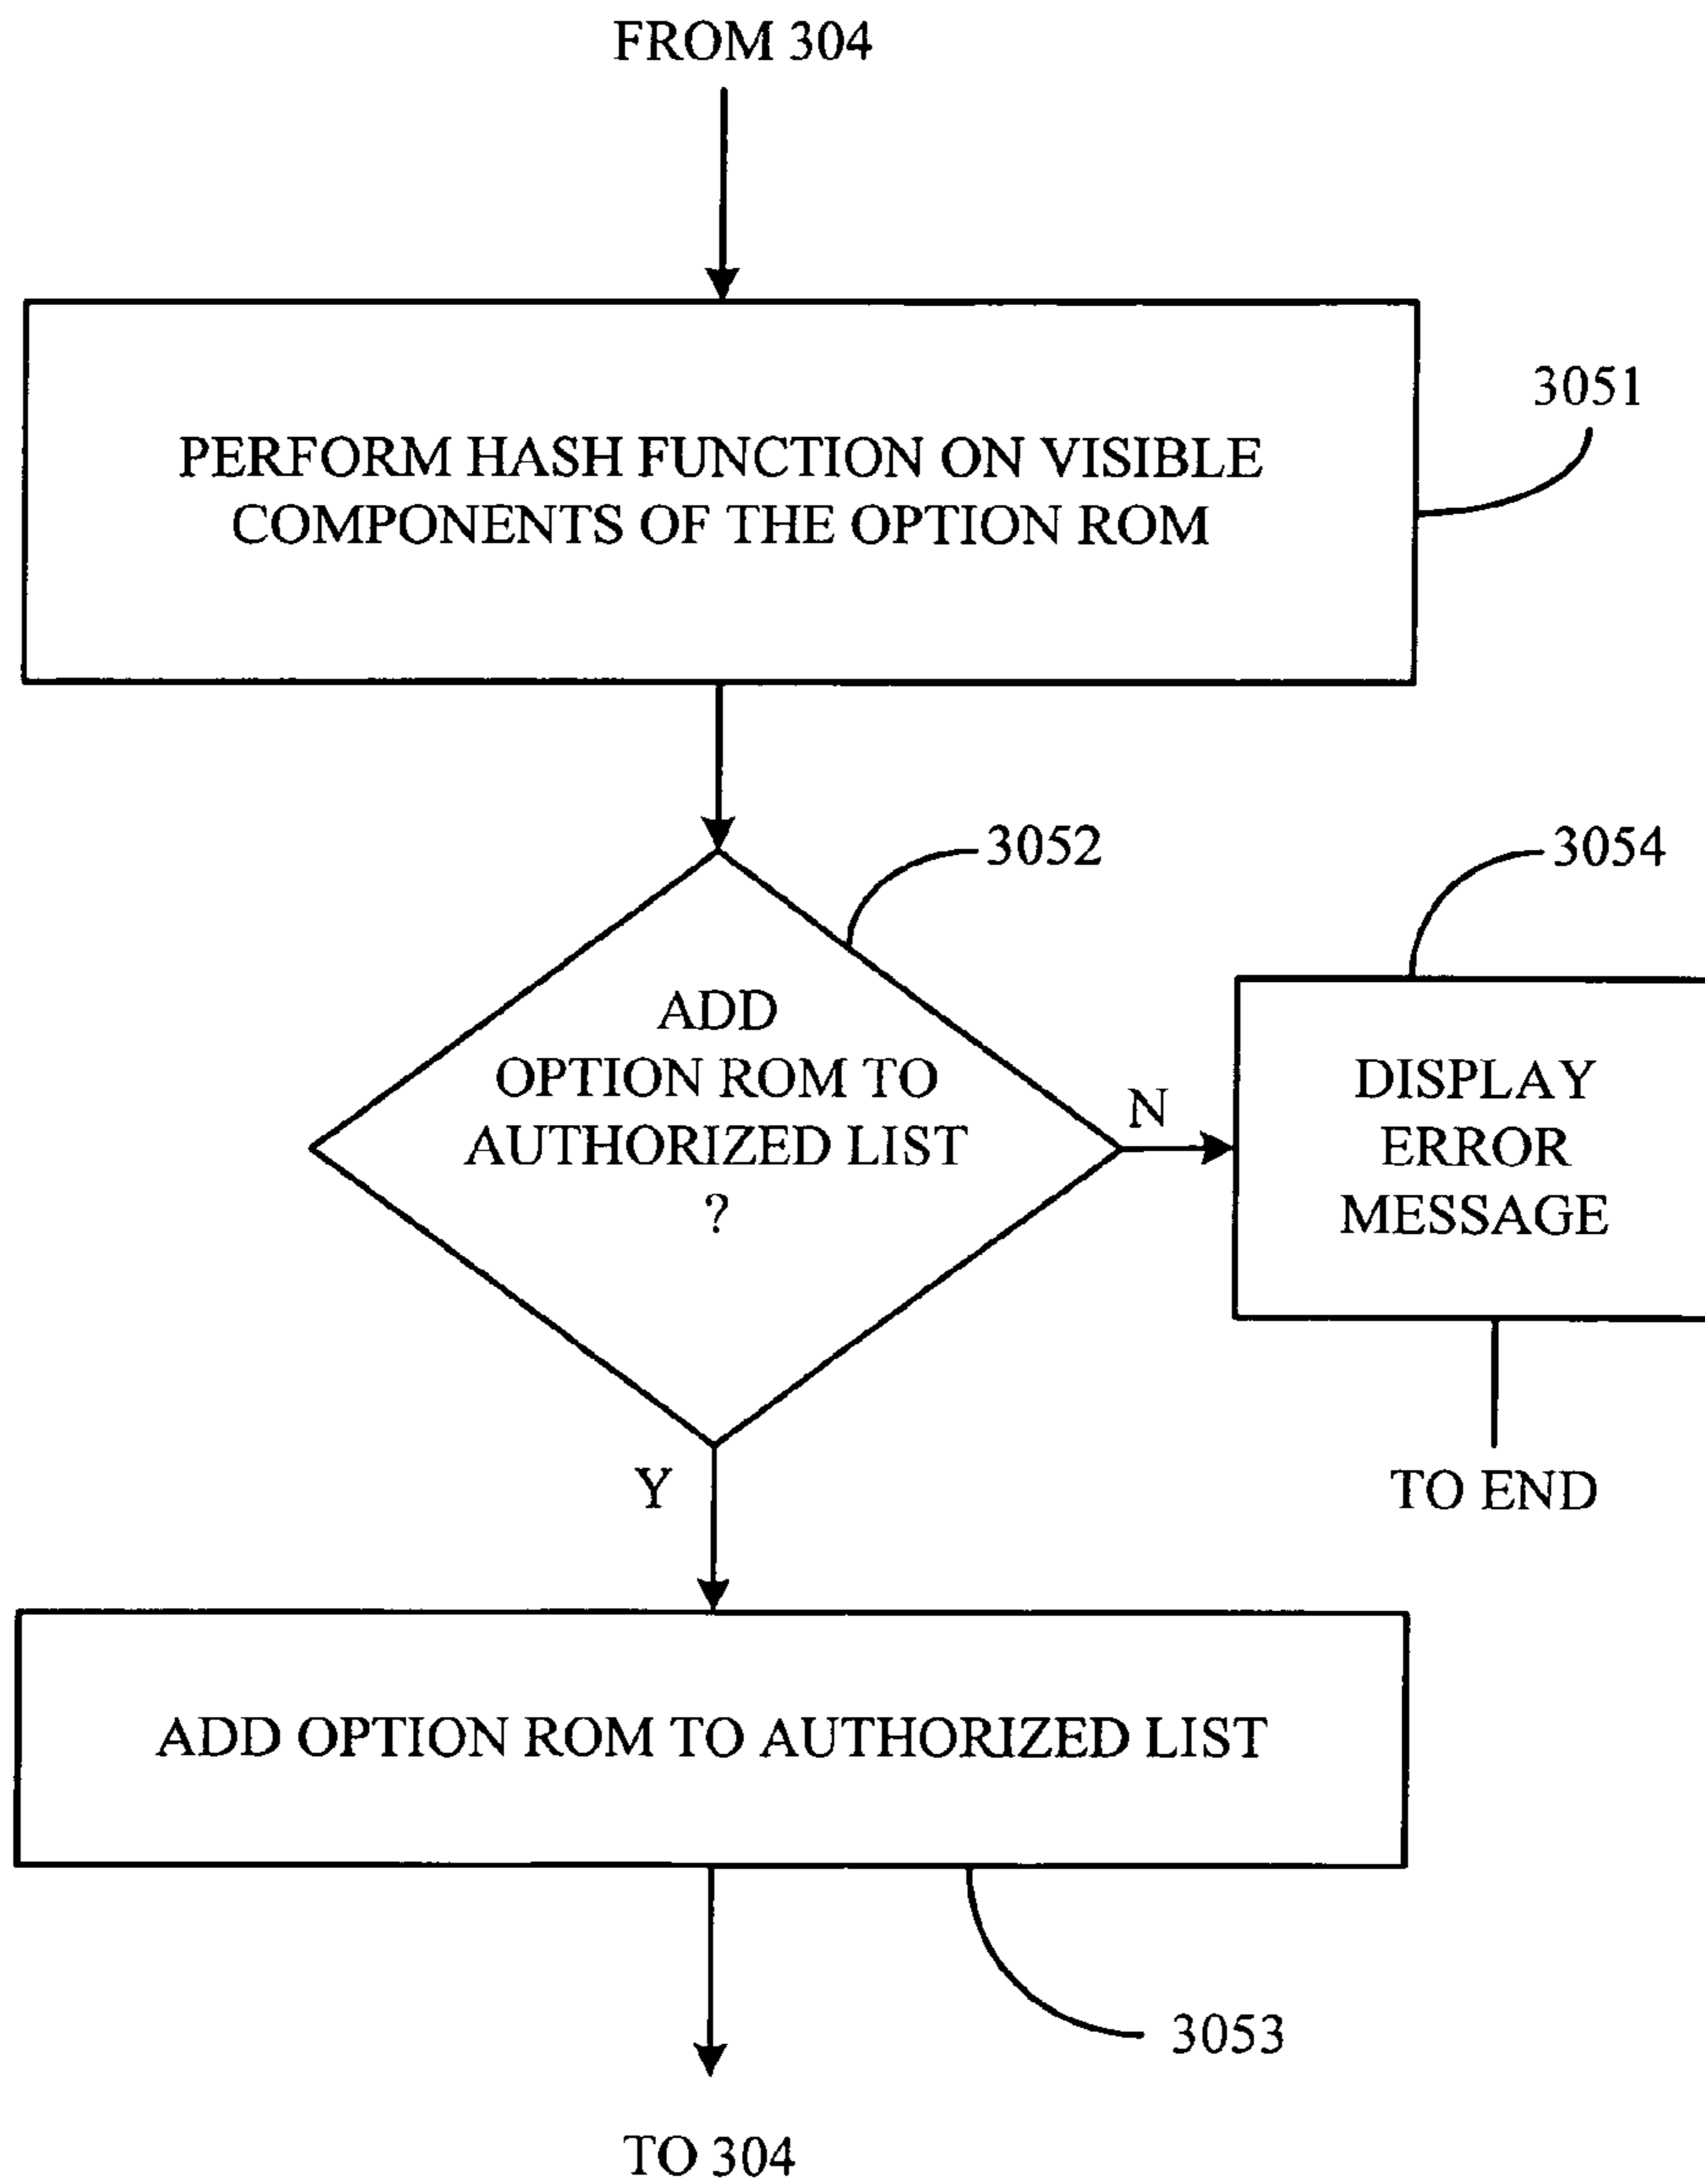 FROM 304
3051
PERFORM HASH FUNCTION ON VISIBLE
COMPONENTS OF THE OPTION ROM
3052
3054
ADD
OPTION ROM TO
AUTHORIZED LIST
?
N
DISPLAY
ERROR
MESSAGE
Y
TO END
ADD OPTION ROM TO AUTHORIZED LIST
3053
TO 304